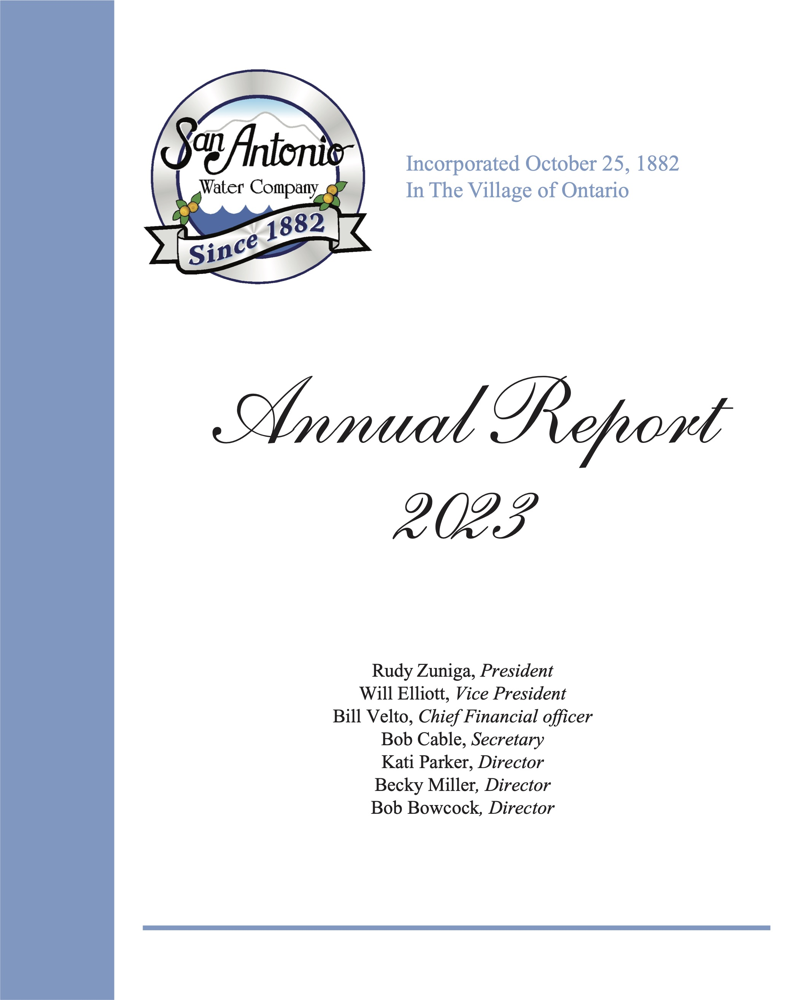 San Antonio
Water Company
Since 1882
Incorporated October 25, 1882
In The Village of Ontario
Annual Report
2023
Rudy Zuniga, President
Will Elliott, Vice President
Bill Velto, Chief Financial officer
Bob Cable, Secretary
Kati Parker, Director
Becky Miller, Director
Bob Bowcock, Director